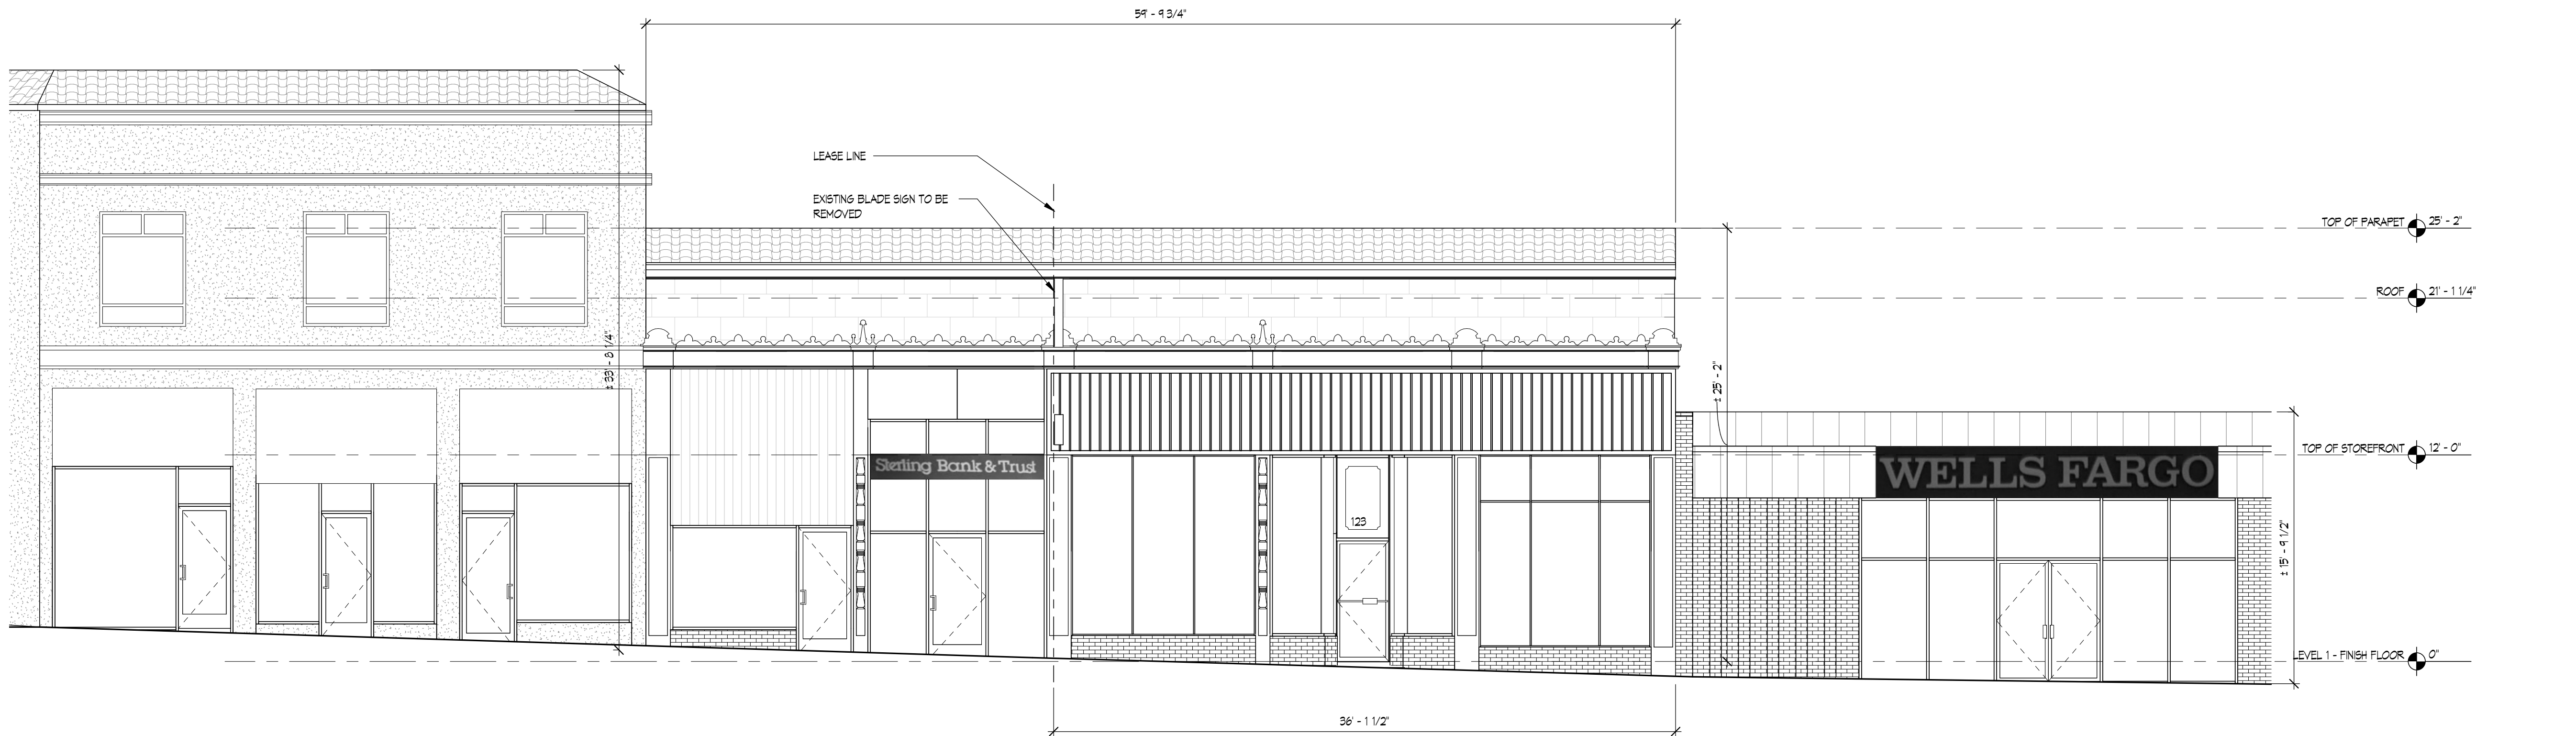 59' - 9 3/4"
LEASE LINE
EXISTING BLADE SIGN TO BE
REMOVED
TOP OF PARAPET 25' - 2"
ROOF 21' - 1 1/4"
± 33' - 8 1/4"
± 25' - 2"
TOP OF STOREFRONT 12' - 0"
Sterling Bank & Trust
WELLS FARGO
123
± 15' - 9 1/2"
LEVEL 1 - FINISH FLOOR 0"
36' - 1 1/2"